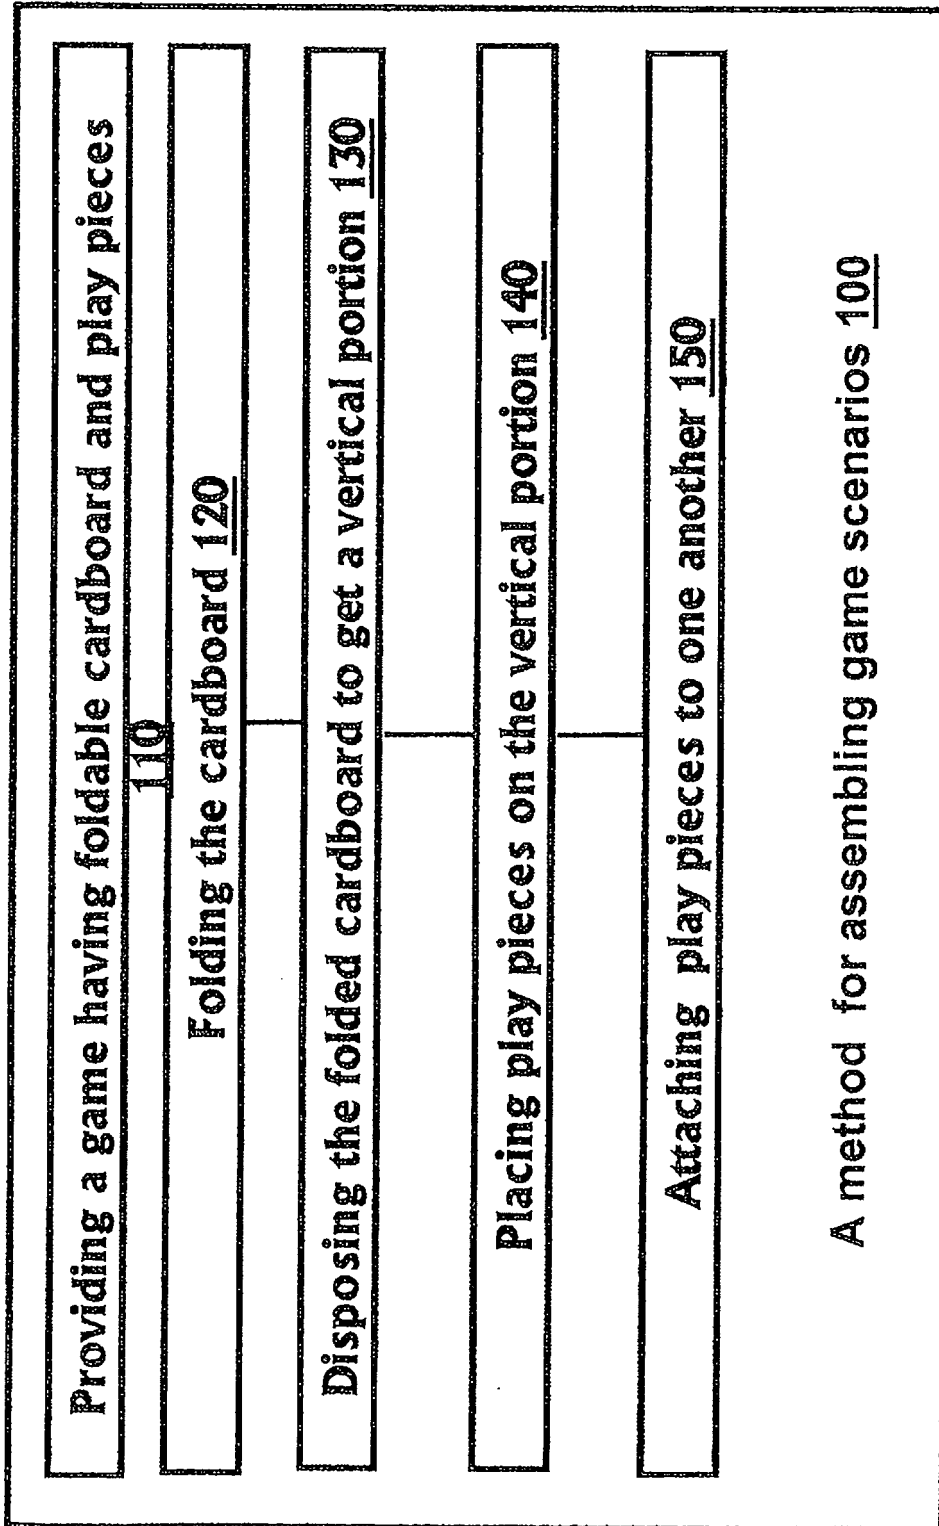 Providing a game having foldable cardboard and play pieces
110
Folding the cardboard 120
Disposing the folded cardboard to get a vertical portion 130
Placing play pieces on the vertical portion 140
Attaching play pieces to one another 150
A method for assembling game scenarios 100